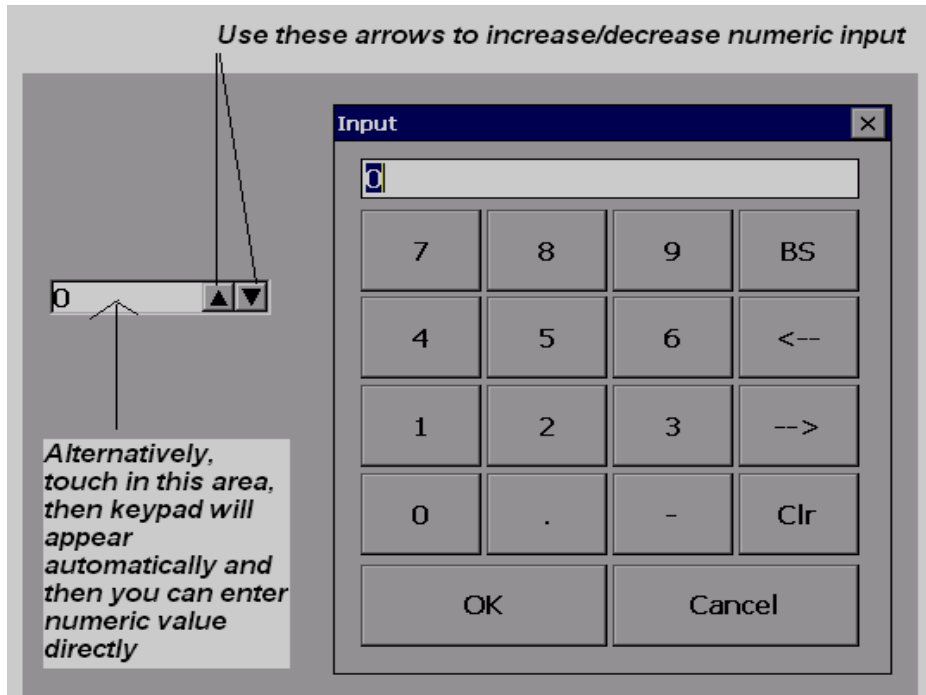 Use these arrows to increase/decrease numeric input
Input
0
7 8 9 BS
0
4 5 6 <--
1 2 3 -->
Alternatively,
touch in this area,
then keypad will
appear
automatically and
then you can enter
numeric value
directly
0 . - Clr
OK Cancel